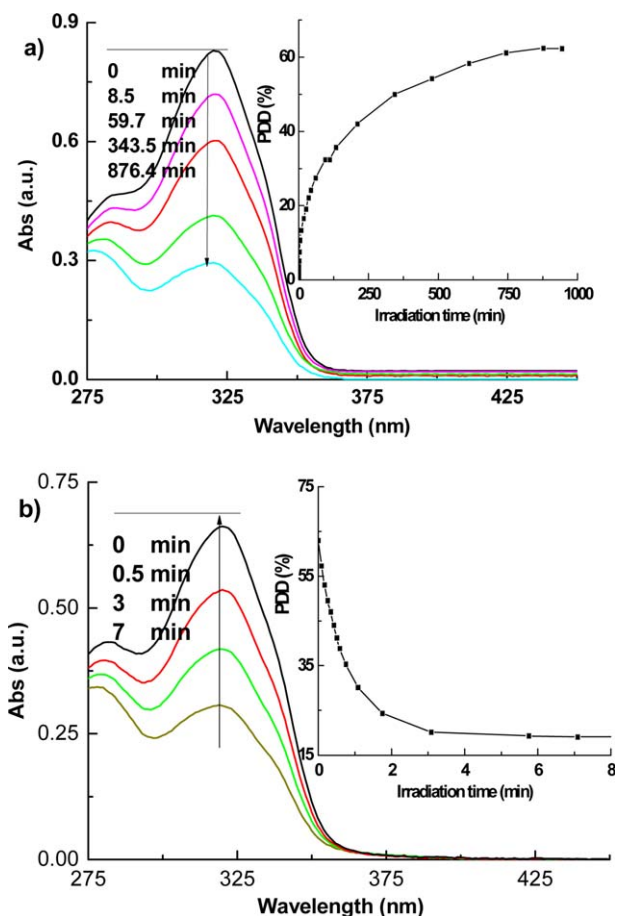 a)
0 min
8.5 min
59.7 min
343.5 min
876.4 min
Abs (a.u.)
0.9
0.6
0.3
0.0
275
325
375
425
Wavelength (nm)
PDD (%)
60
40
20
0
0
250
500
750
1000
Irradiation time (min)
b)
0 min
0.5 min
3 min
7 min
Abs (a.u.)
0.75
0.50
0.25
0.00
275
325
375
425
Wavelength (nm)
PDD (%)
75
55
35
15
0
2
4
6
8
Irradiation time (min)